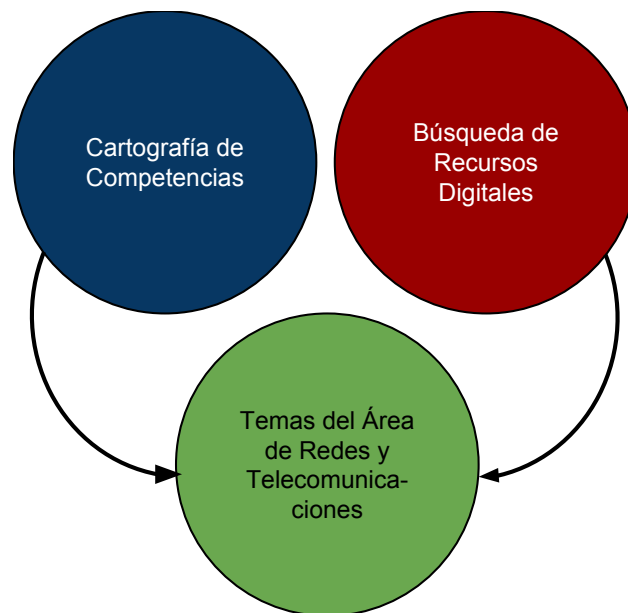 Cartografía de
Competencias
Búsqueda de
Recursos
Digitales
Temas del Área
de Redes y
Telecomunica-
ciones